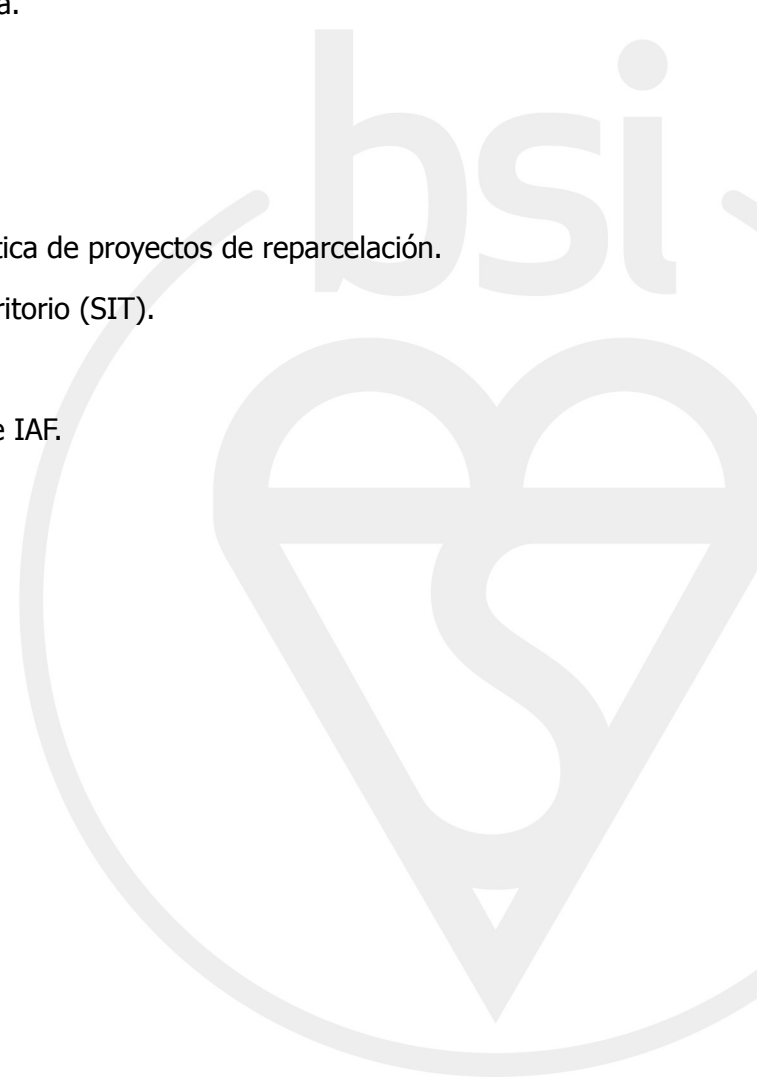 a.
bsi
tica de proyectos de reparcelación.
ritorio (SIT).
e IAF.